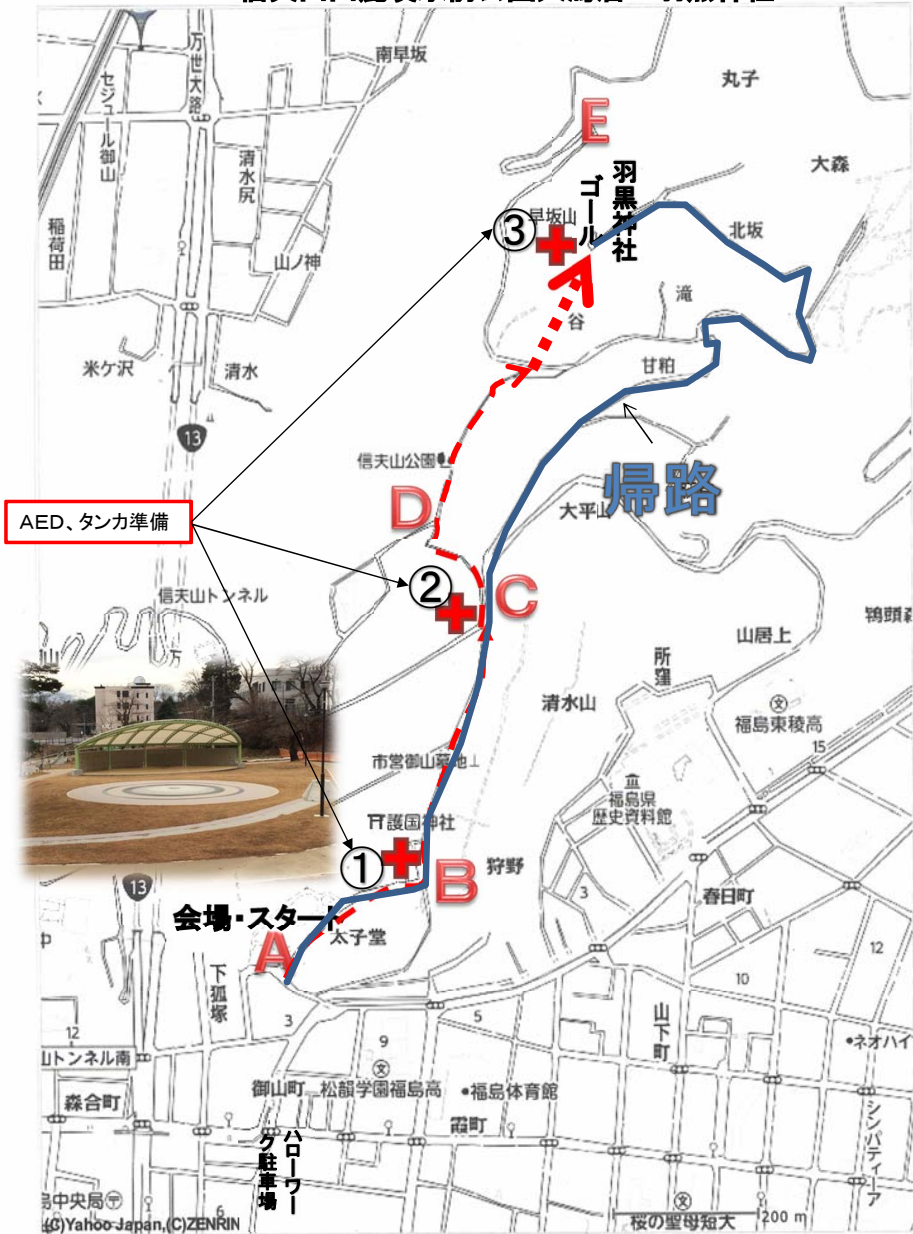 南早坂
丸子
万世大路
セジュール御山
清水尻
E
大森
羽黒神社
ゴール
早坂山
③
北坂
稲荷田
山ノ神
滝
谷
米ケ沢
清水
甘粕
13
信夫山公園
帰路
D
大平山
AED、タンカ準備
②
C
信夫山トンネル
山居上
鴨頭森
所窪
清水山
福島東稜高
15
市営御山墓地
福島県
歴史資料館
護国神社
①
B
狩野
13
会場・スタート
太子堂
A
春日町
3
12
下狐塚
10
3
5
山下町
12
9
ネオハイ
山トンネル南
御山町
松韻学園福島高
福島体育館
森合町
霞町
シンパティーア
ハローワー
ク駐車場
島中央局
6
桜の聖母短大
200 m
(C)Yahoo Japan,(C)ZENRIN